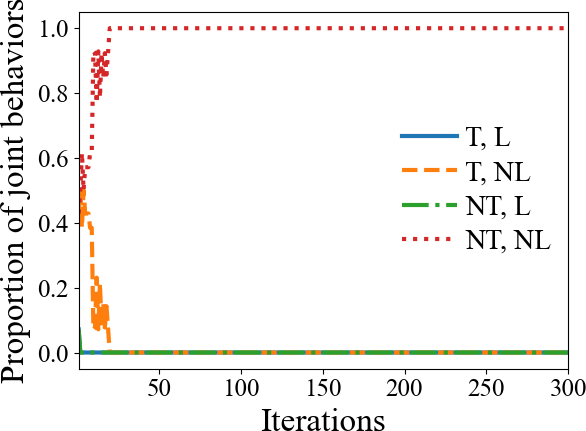 Proportion of joint behaviors
1.0
0.8
0.6
0.4
0.2
0.0
T, L
T, NL
NT, L
NT, NL
50 100 150 200 250 300
Iterations